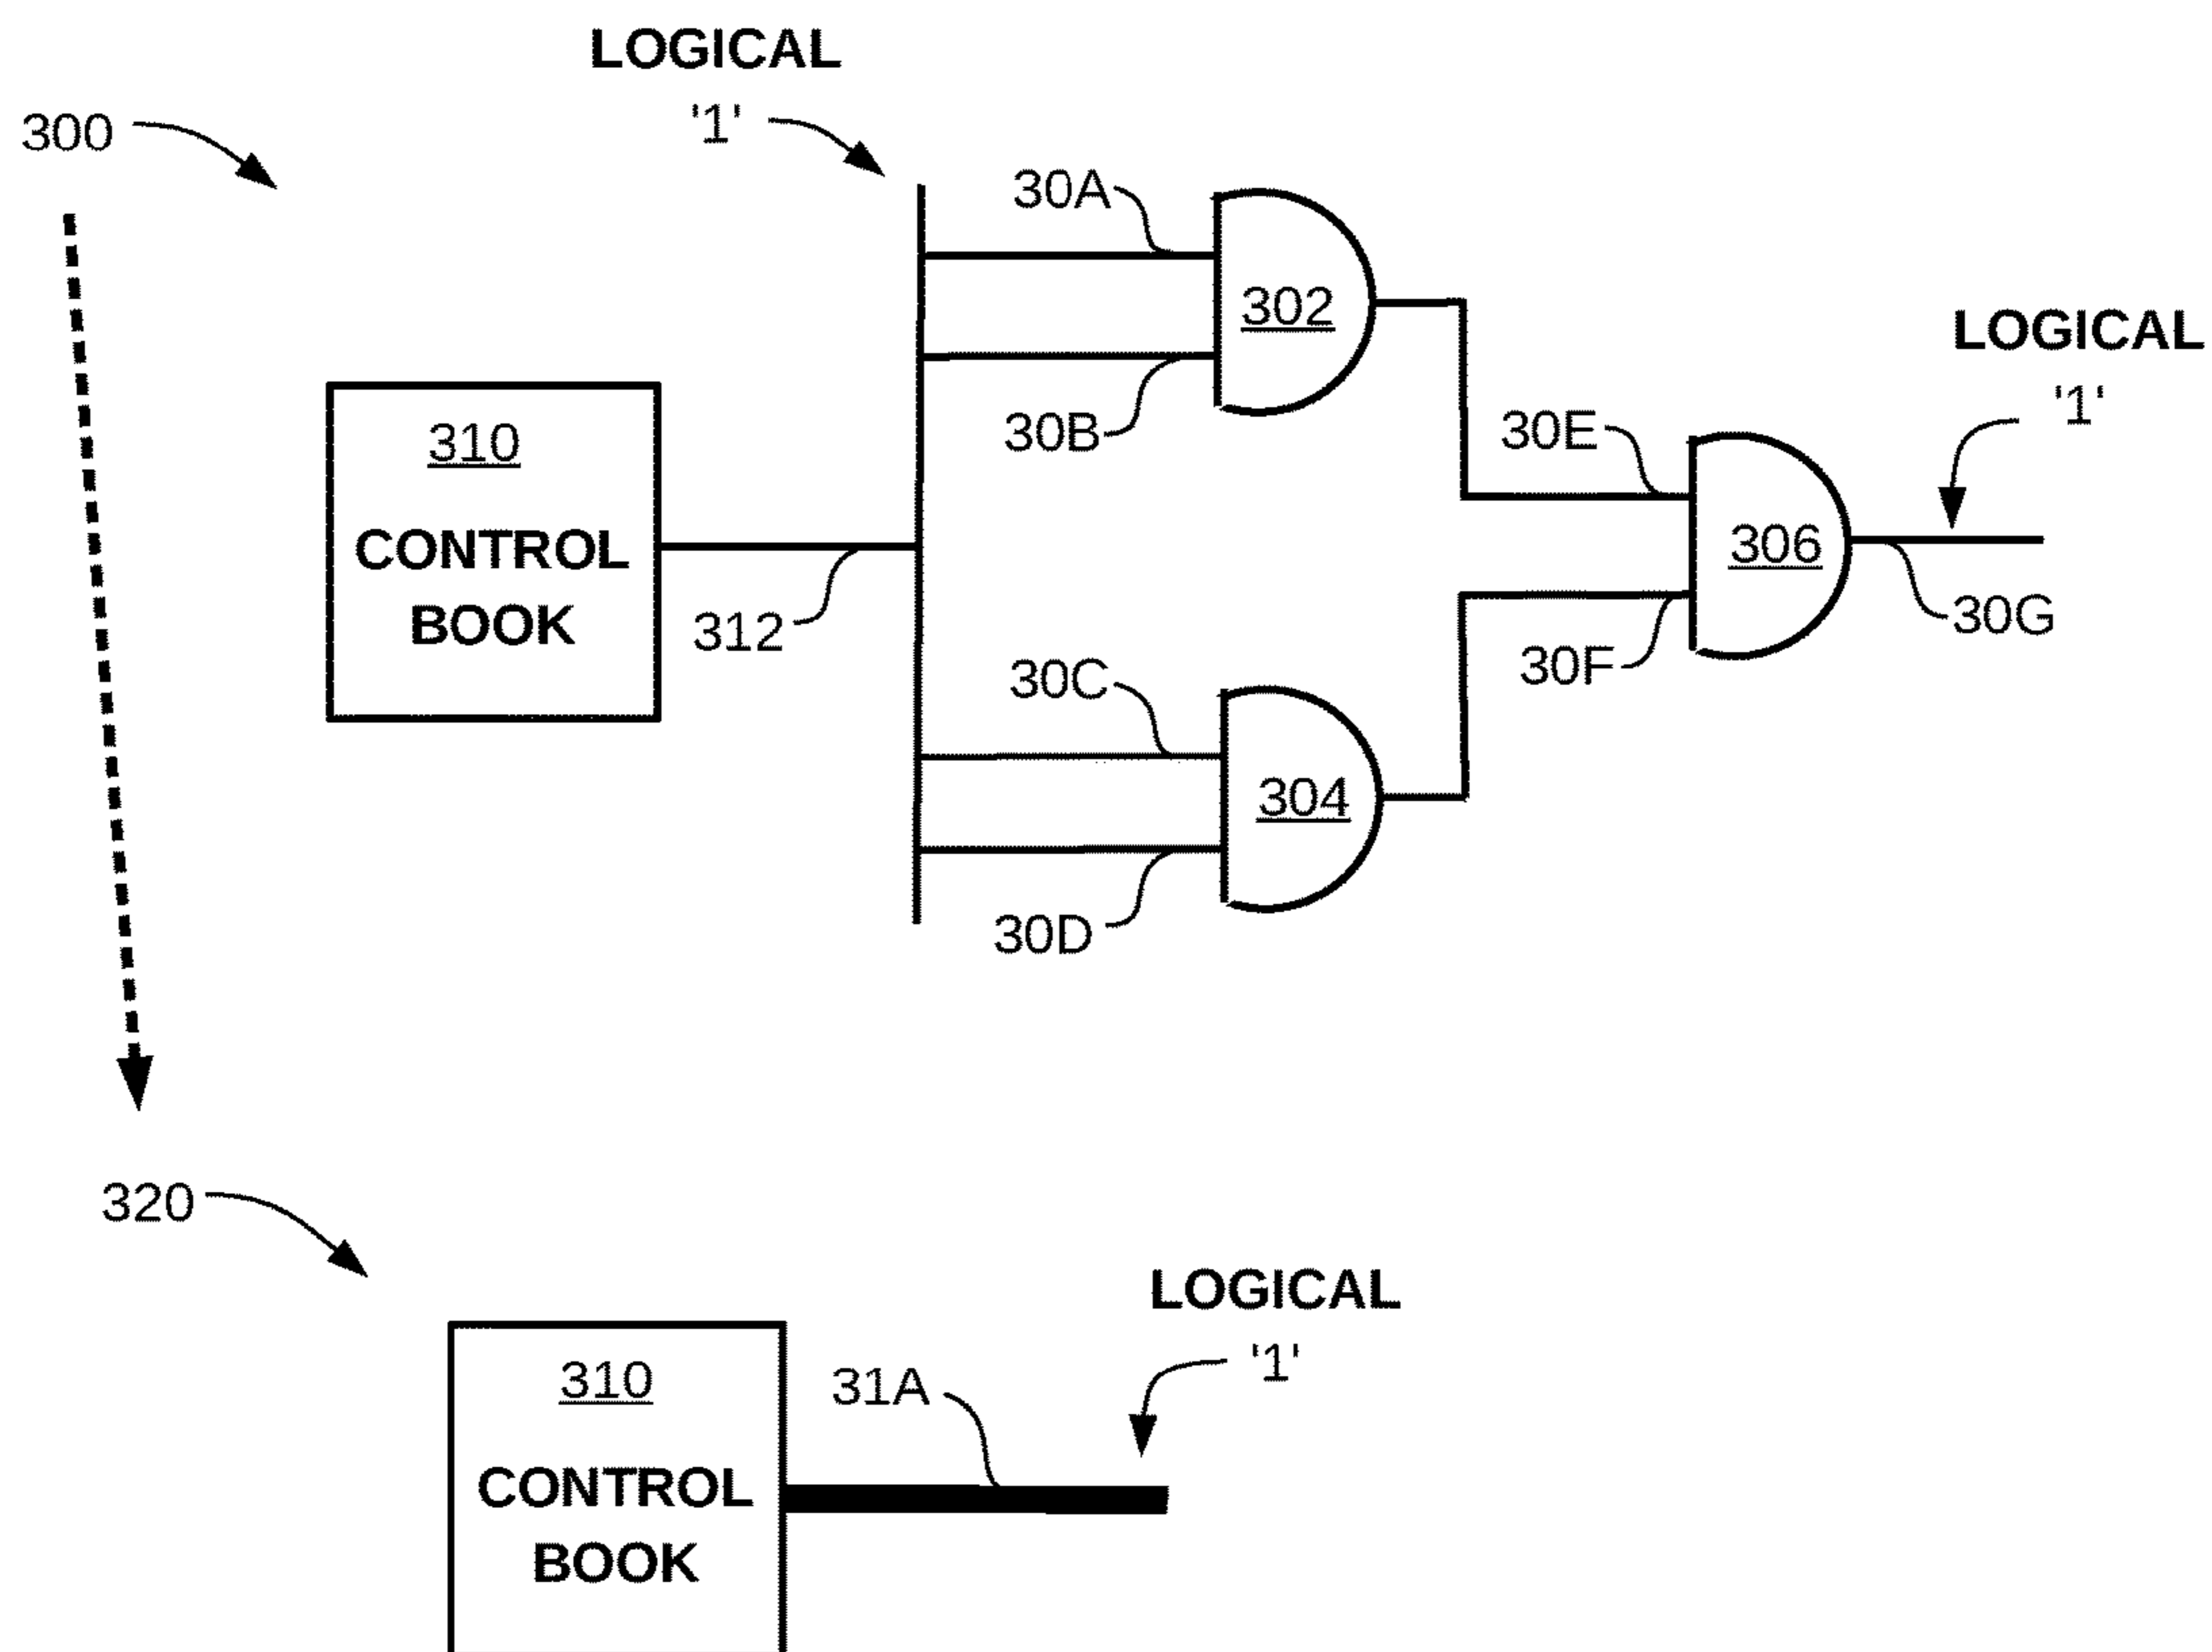 LOGICAL
'1'
300
30A
302
LOGICAL
'1'
30B
30E
310
CONTROL
BOOK
306
312
30G
30F
30C
304
30D
320
LOGICAL
'1'
310
31A
CONTROL
BOOK